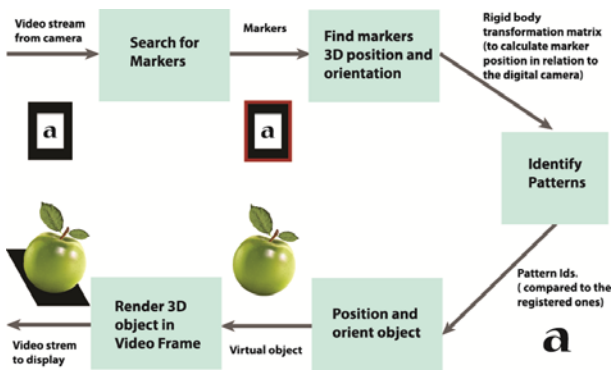 Video stream
from camera
Search for
Markers
Markers
Find markers
3D position and
orientation
Rigid body
transformation matrix
(to calculate marker
position in relation to
the digital camera)
a
a
Identify
Patterns
Pattern Ids.
( compared to the
registered ones)
a
Position and
orient object
Virtual object
Render 3D
object in
Video Frame
Video strem
to display